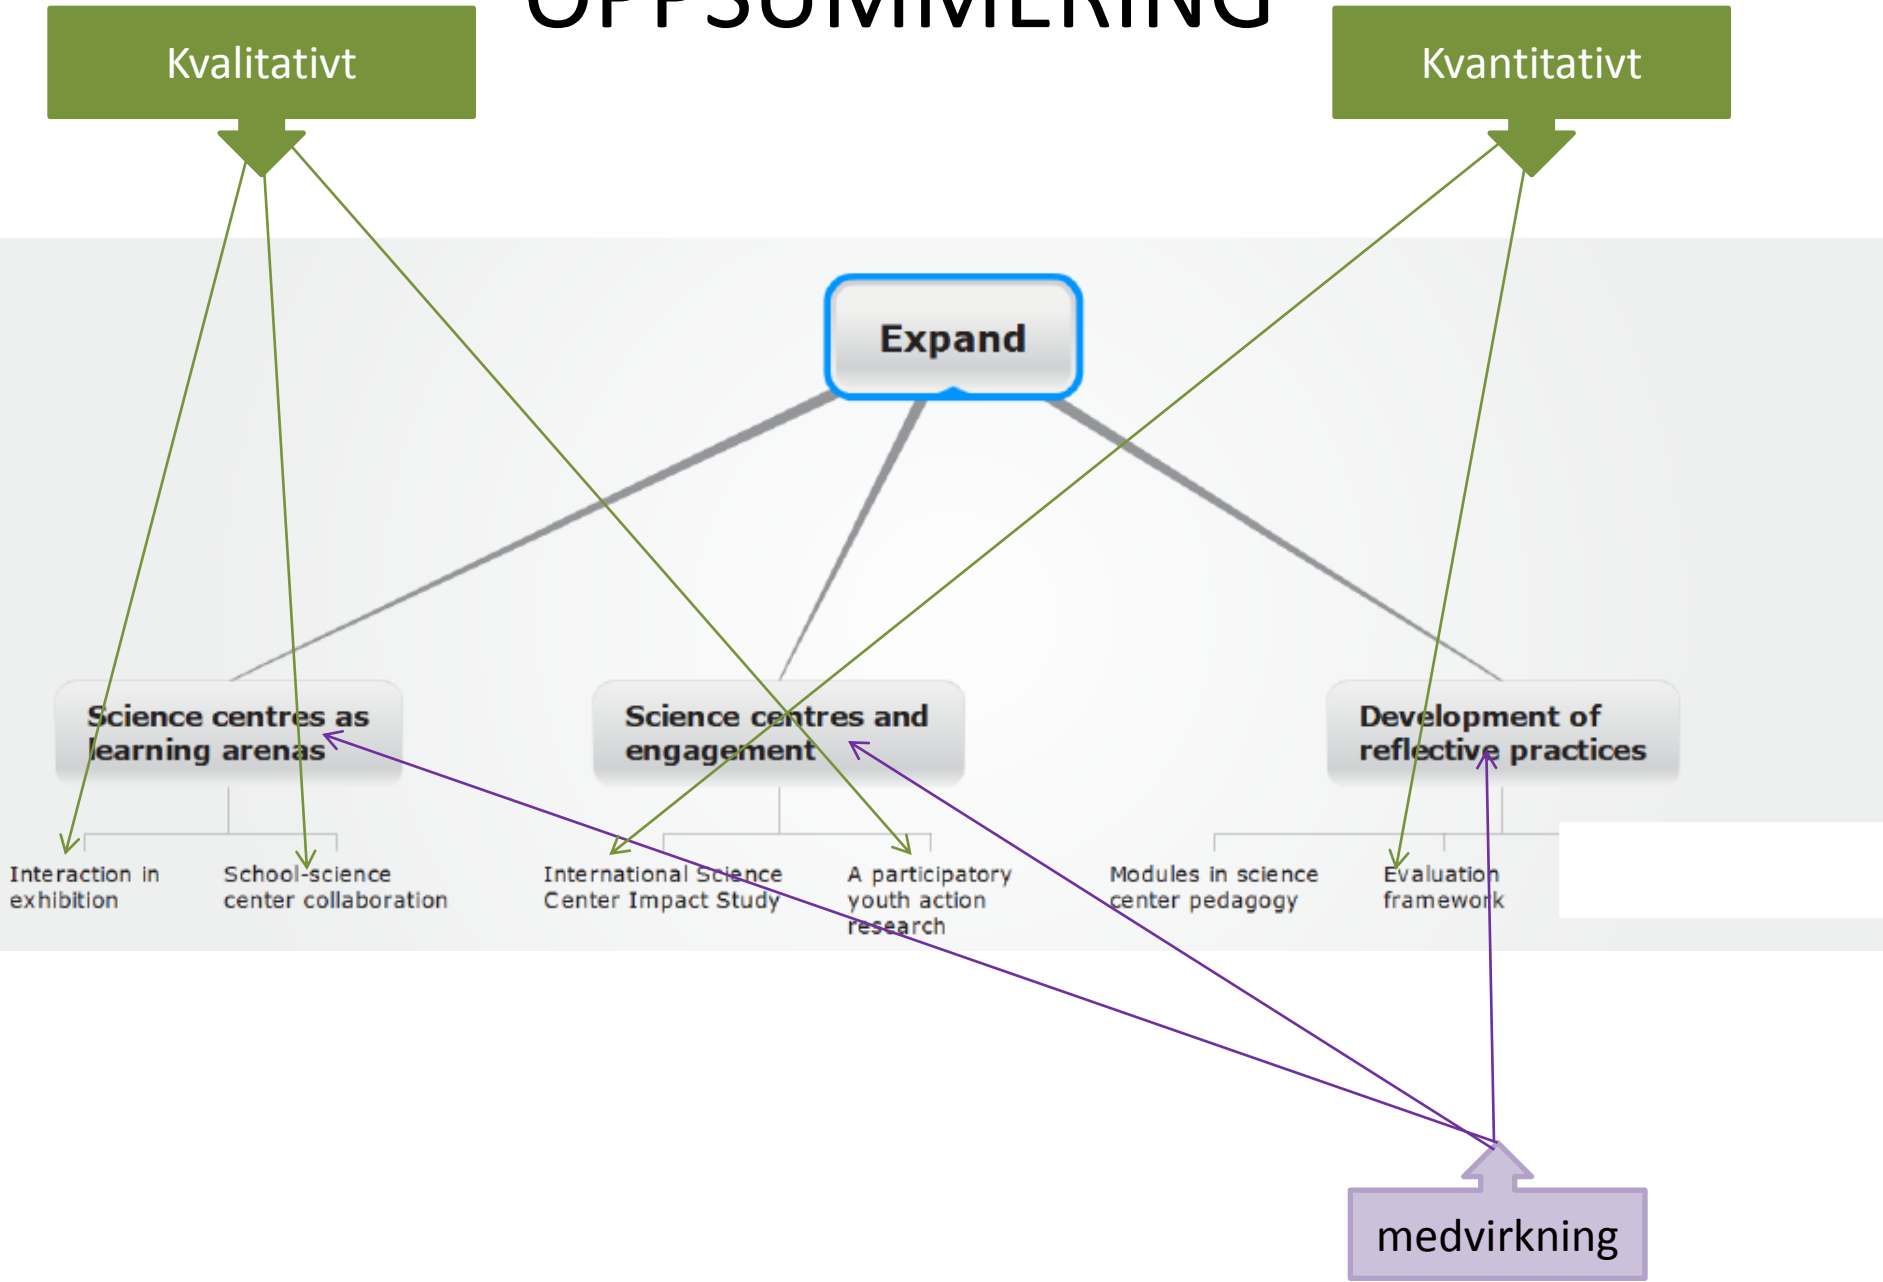 OPPSUMMERING
Kvalitativt
Kvantitativt
Expand
Science centres as
learning arenas
Science centres and
engagement
Development of
reflective practices
Interaction in
exhibition
School-science
center collaboration
International Science
Center Impact Study
A participatory
youth action
research
Modules in science
center pedagogy
Evaluation
framework
medvirkning